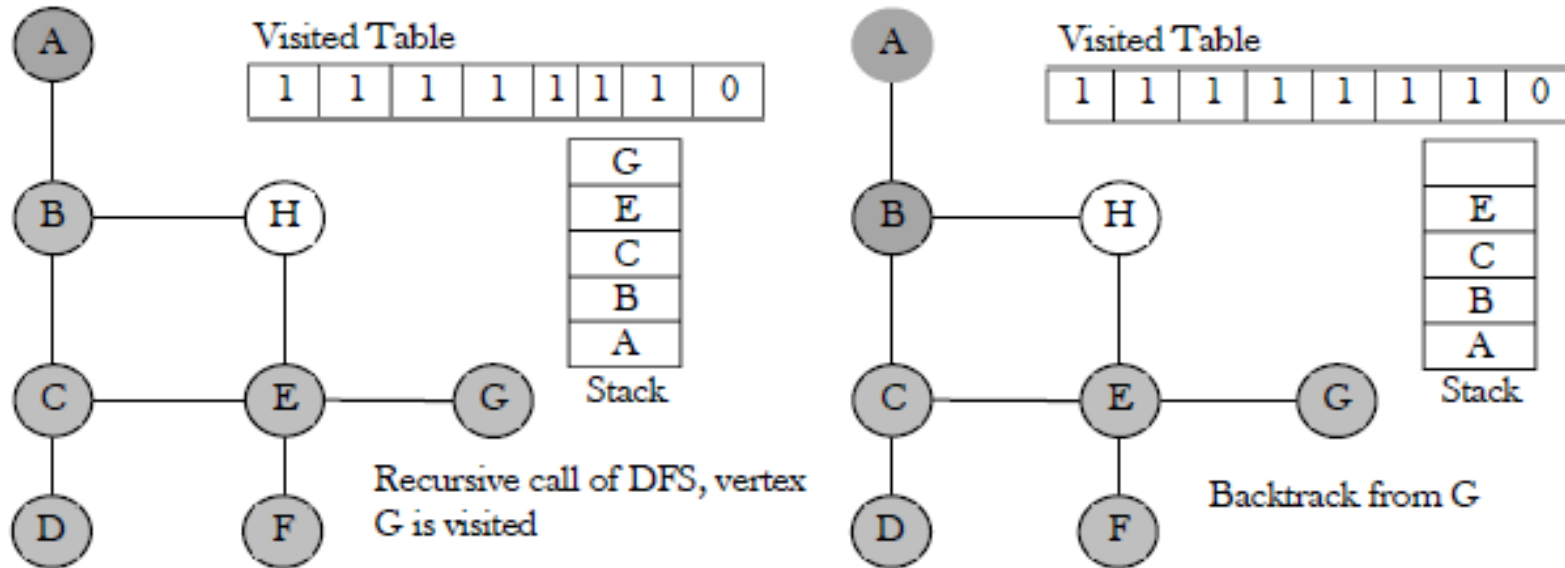 A
Visited Table
1 1 1 1 1 1 1 0
G
B H E
C
B
A
C E G Stack
Recursive call of DFS, vertex
G is visited
D F
A
Visited Table
1 1 1 1 1 1 1 0
B H E
C
B
A
C E G Stack
Backtrack from G
D F